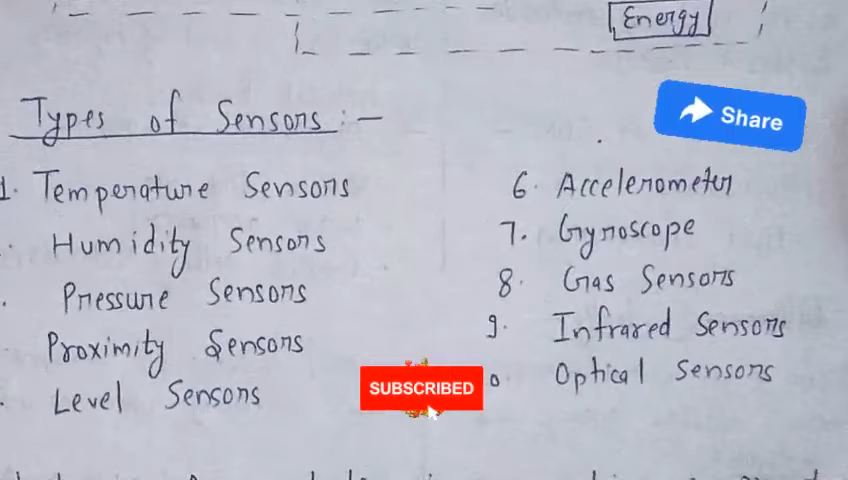 Energy
Types of Sensors :-
Share
1. Temperature Sensors
Humidity Sensors
Pressure Sensors
Proximity Sensors
Level Sensors
6. Accelerometer
7. Gyroscope
8. Gas Sensors
9. Infrared Sensors
0. Optical Sensors
SUBSCRIBED